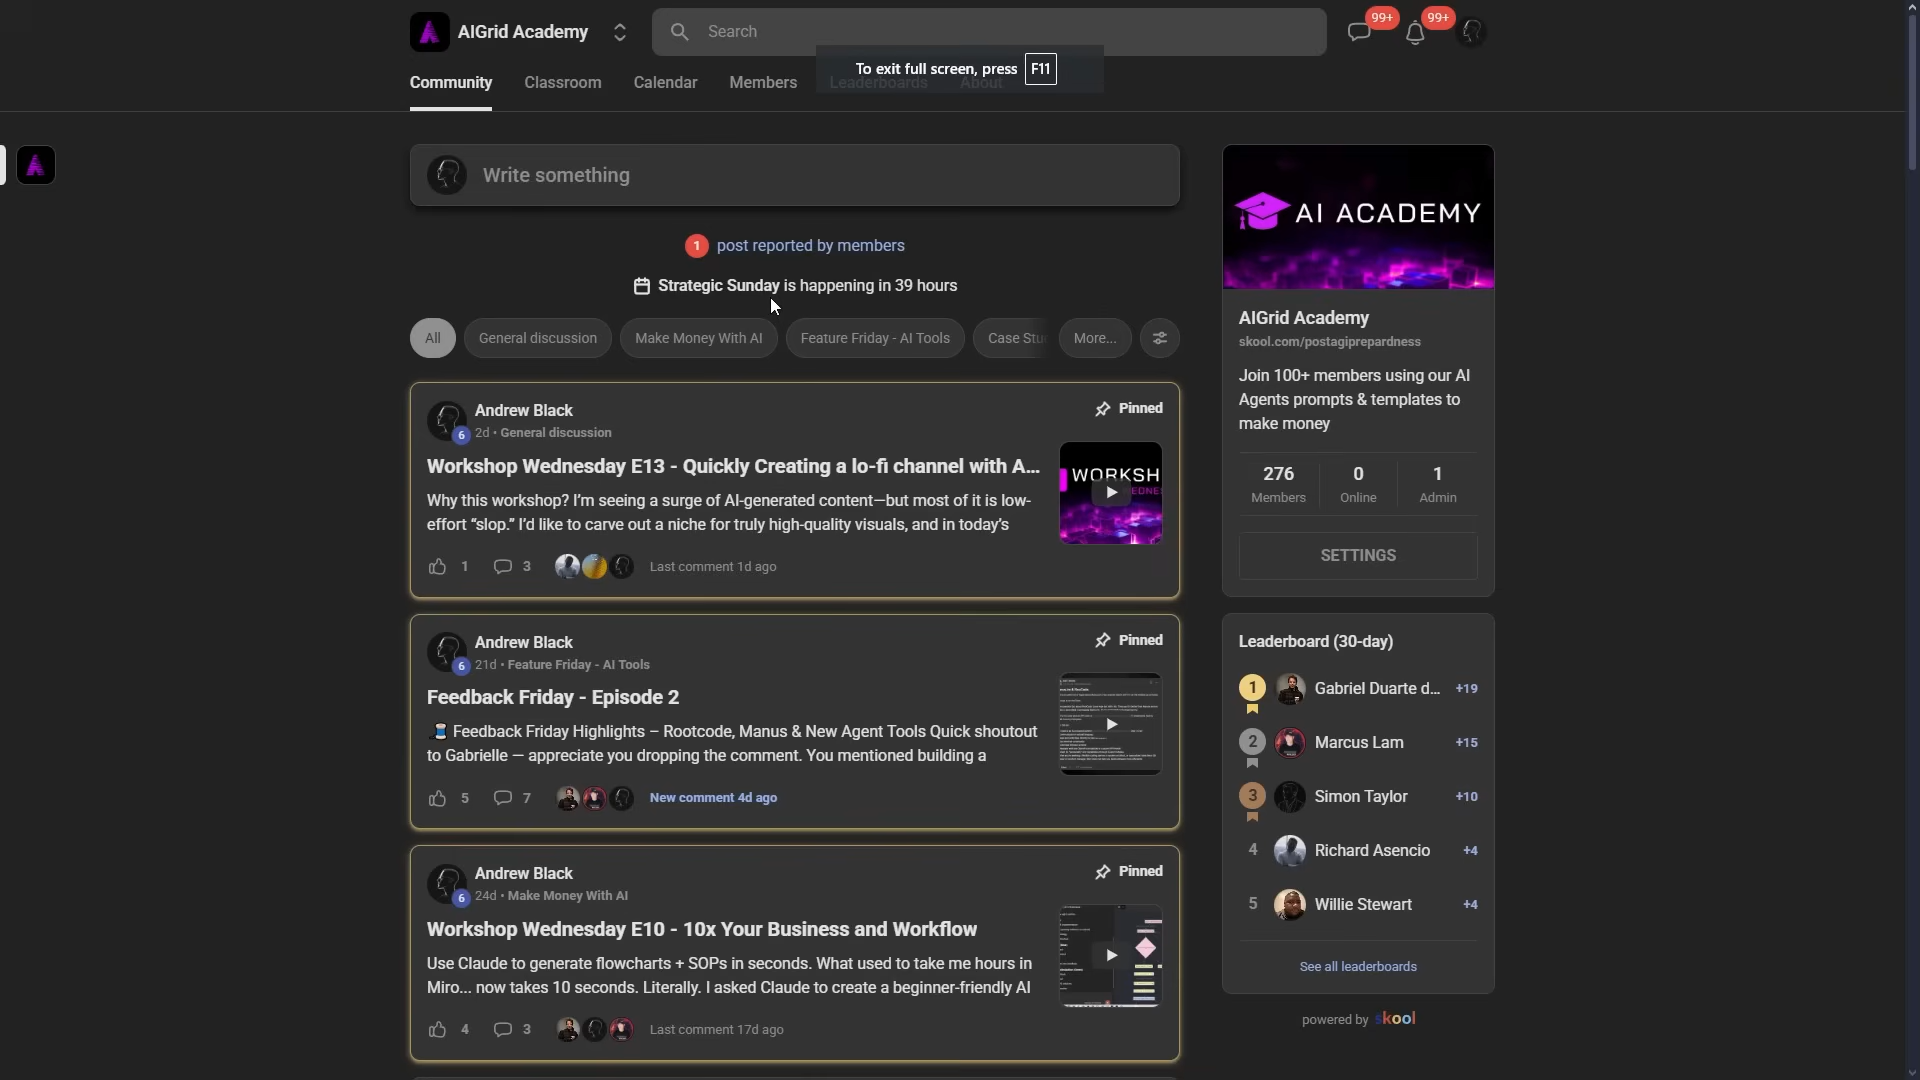 AIGrid Academy
Search
99+
99+
To exit full screen, press F11
Community
Classroom
Calendar
Members
Leaderboards
About
Write something
1 post reported by members
Strategic Sunday is happening in 39 hours
All
General discussion
Make Money With AI
Feature Friday - AI Tools
Case Stu
More...
Andrew Black
Pinned
6
2d • General discussion
Workshop Wednesday E13 - Quickly Creating a lo-fi channel with A...
Why this workshop? I'm seeing a surge of AI-generated content—but most of it is low-
effort “slop.” I'd like to carve out a niche for truly high-quality visuals, and in today's
WORKSH
EDNES
1
3
Last comment 1d ago
Andrew Black
Pinned
6
21d • Feature Friday - AI Tools
Feedback Friday - Episode 2
Feedback Friday Highlights – Rootcode, Manus & New Agent Tools Quick shoutout
to Gabrielle — appreciate you dropping the comment. You mentioned building a
5
7
New comment 4d ago
Andrew Black
Pinned
6
24d • Make Money With AI
Workshop Wednesday E10 - 10x Your Business and Workflow
Use Claude to generate flowcharts + SOPs in seconds. What used to take me hours in
Miro... now takes 10 seconds. Literally. I asked Claude to create a beginner-friendly AI
4
3
Last comment 17d ago
AI ACADEMY
AIGrid Academy
skool.com/postagiprepardness
Join 100+ members using our AI
Agents prompts & templates to
make money
276
Members
0
Online
1
Admin
SETTINGS
Leaderboard (30-day)
1 Gabriel Duarte d... +19
2 Marcus Lam +15
3 Simon Taylor +10
4 Richard Asencio +4
5 Willie Stewart +4
See all leaderboards
powered by skool